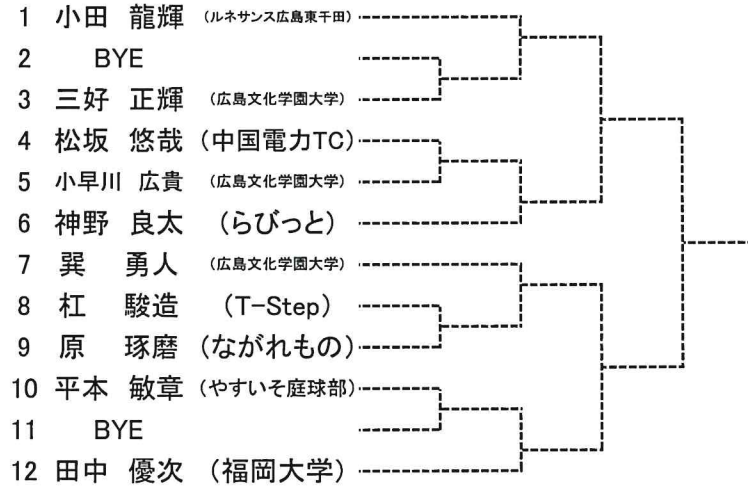 1 小田 龍輝 (ルネサンス広島東千田)
2 BYE
3 三好 正輝 (広島文化学園大学)
4 松坂 悠哉 (中国電力TC)
5 小早川 広貴 (広島文化学園大学)
6 神野 良太 (らびっと)
7 巽 勇人 (広島文化学園大学)
8 杠 駿造 (T-Step)
9 原 琢磨 (ながれもの)
10 平本 敏章 (やすいそ庭球部)
11 BYE
12 田中 優次 (福岡大学)